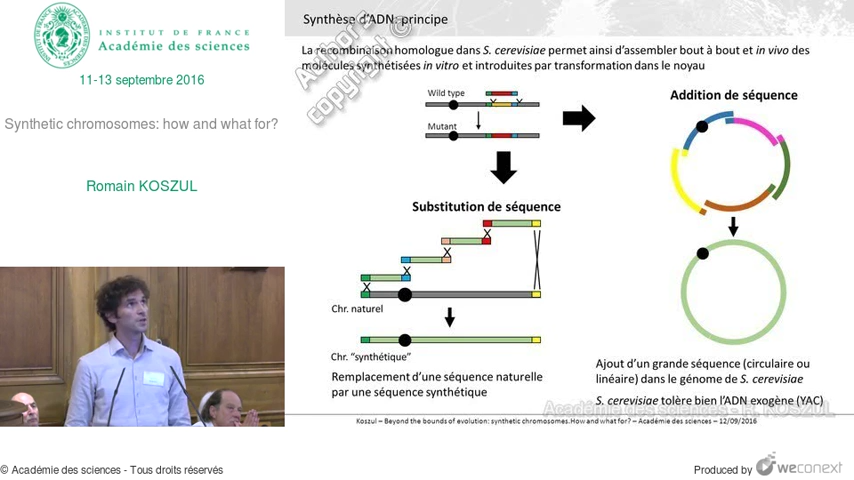 INSTITUT DE FRANCE
Académie des sciences
11-13 septembre 2016
Synthetic chromosomes: how and what for?
Romain KOSZUL
Synthèse d'ADN: principe
La recombinaison homologue dans S. cerevisiae permet ainsi d'assembler bout à bout et in vivo des
molécules synthétisées in vitro et introduites par transformation dans le noyau
Author's
copyright ©
Wild type
Mutant
Addition de séquence
Substitution de séquence
Chr. naturel
Chr. "synthétique"
Remplacement d'une séquence naturelle
par une séquence synthétique
Ajout d'un grande séquence (circulaire ou
linéaire) dans le génome de S. cerevisiae
S. cerevisiae tolère bien l'ADN exogène (YAC)
Académie des sciences - R. KOSZUL
Koszul – Beyond the bounds of evolution: synthetic chromosomes.How and what for? – Académie des sciences – 12/09/2016
© Académie des sciences - Tous droits réservés
Produced by weconext